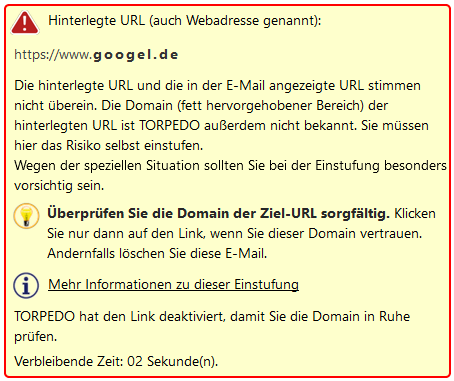 Hinterlegte URL (auch Webadresse genannt):
https://www.googel.de
Die hinterlegte URL und die in der E-Mail angezeigte URL stimmen
nicht überein. Die Domain (fett hervorgehobener Bereich) der
hinterlegten URL ist TORPEDO außerdem nicht bekannt. Sie müssen
hier das Risiko selbst einstufen.
Wegen der speziellen Situation sollten Sie bei der Einstufung besonders
vorsichtig sein.
Überprüfen Sie die Domain der Ziel-URL sorgfältig. Klicken
Sie nur dann auf den Link, wenn Sie dieser Domain vertrauen.
Andernfalls löschen Sie diese E-Mail.
Mehr Informationen zu dieser Einstufung
TORPEDO hat den Link deaktiviert, damit Sie die Domain in Ruhe
prüfen.
Verbleibende Zeit: 02 Sekunde(n).